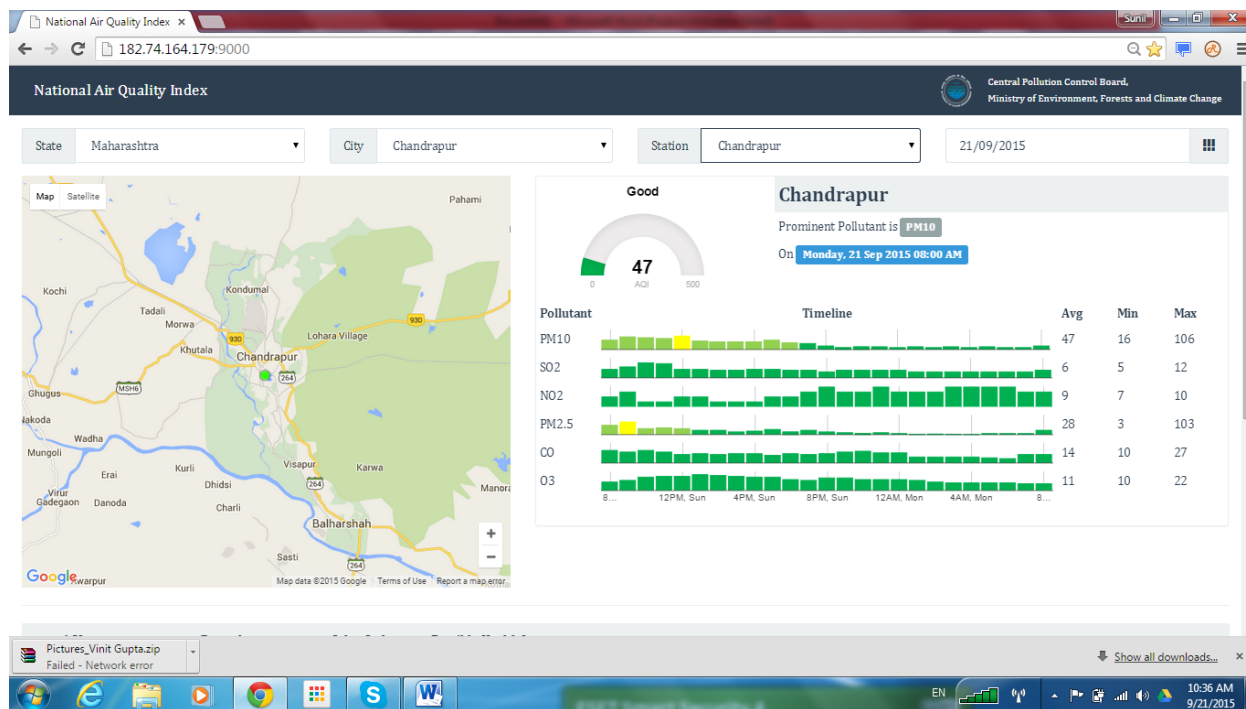 National Air Quality Index
Sunil
182.74.164.179:9000
National Air Quality Index
Central Pollution Control Board,
Ministry of Environment, Forests and Climate Change
State Maharashtra City Chandrapur Station Chandrapur 21/09/2015
Map Satellite
Pahami
Kochi
Kondumal
Tadali
Morwa
930
930
Lohara Village
Khutala
Chandrapur
264
MSH6
Ghugus
Wadha
Mungoli
Erai
Kurli
Visapur
Karwa
Virur
Gadegaon
Danoda
Dhidsi
264
Charli
Balharshah
Sasti
264
Google
Map data ©2015 Google Terms of Use Report a map error
Good
47
0 AQI 500
Chandrapur
Prominent Pollutant is PM10
On Monday, 21 Sep 2015 08:00 AM
Pollutant Timeline Avg Min Max
PM10 47 16 106
SO2 6 5 12
NO2 9 7 10
PM2.5 28 3 103
CO 14 10 27
O3 11 10 22
8... 12PM, Sun 4PM, Sun 8PM, Sun 12AM, Mon 4AM, Mon 8...
Pictures_Vinit Gupta.zip
Failed - Network error
Show all downloads...
EN
10:36 AM
9/21/2015